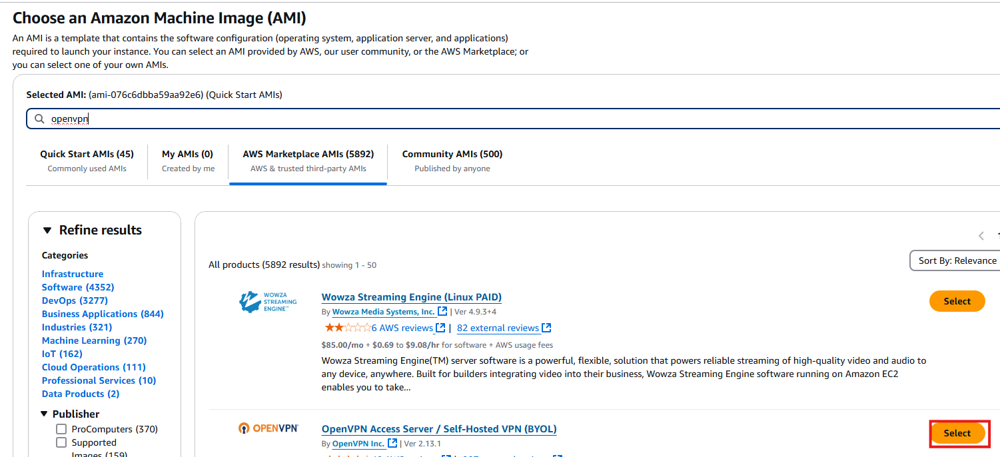 Choose an Amazon Machine Image (AMI)
An AMI is a template that contains the software configuration (operating system, application server, and applications)
required to launch your instance. You can select an AMI provided by AWS, our user community, or the AWS Marketplace; or
you can select one of your own AMIs.
Selected AMI: (ami-076c6dbba59aa92e6) (Quick Start AMIs)
openvpn
Quick Start AMIs (45)
Commonly used AMIs
My AMIs (0)
Created by me
AWS Marketplace AMIs (5892)
AWS & trusted third-party AMIs
Community AMIs (500)
Published by anyone
Refine results
Categories
Infrastructure
Software (4352)
DevOps (3277)
Business Applications (844)
Industries (321)
Machine Learning (270)
IoT (162)
Cloud Operations (111)
Professional Services (10)
Data Products (2)
Publisher
ProComputers (370)
Supported
Images (159)
All products (5892 results) showing 1 - 50
Sort By: Relevance
WOWZA
STREAMING
ENGINE™
Wowza Streaming Engine (Linux PAID)
Select
By Wowza Media Systems, Inc. | Ver 4.9.3+4
6 AWS reviews | 82 external reviews
$85.00/mo + $0.69 to $9.08/hr for software + AWS usage fees
Wowza Streaming Engine(TM) server software is a powerful, flexible, solution that powers reliable streaming of high-quality video and audio to
any device, anywhere. Built for builders integrating video into their business, Wowza Streaming Engine software running on Amazon EC2
enables you to take...
OPENVPN
OpenVPN Access Server / Self-Hosted VPN (BYOL)
Select
By OpenVPN Inc. | Ver 2.13.1